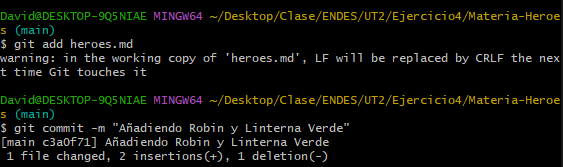 David@DESKTOP-9Q5NIAE MINGW64 ~/Desktop/Clase/ENDES/UT2/Ejercicio4/Materia-Heroe
s (main)
$ git add heroes.md
warning: in the working copy of 'heroes.md', LF will be replaced by CRLF the nex
t time Git touches it
David@DESKTOP-9Q5NIAE MINGW64 ~/Desktop/Clase/ENDES/UT2/Ejercicio4/Materia-Heroe
s (main)
$ git commit -m "Añadiendo Robin y Linterna Verde"
[main c3a0f71] Añadiendo Robin y Linterna Verde
 1 file changed, 2 insertions(+), 1 deletion(-)